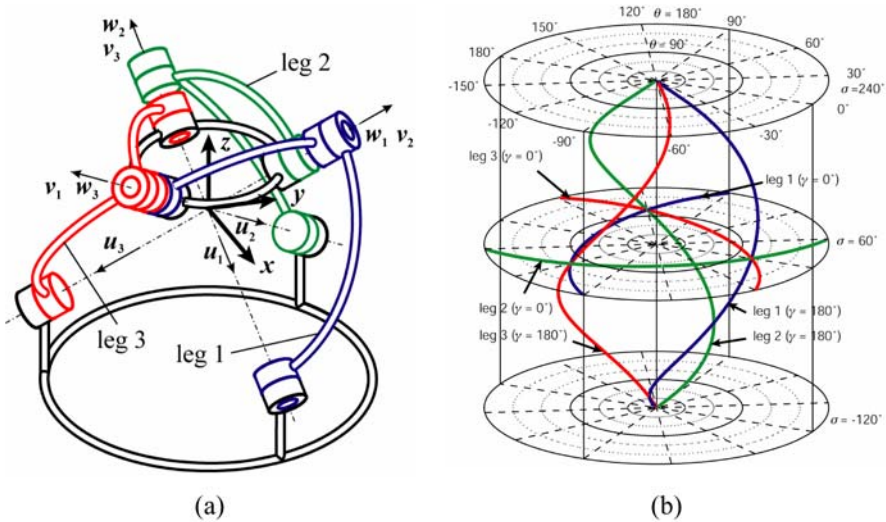 w₂
v₃
leg 2
w₁ v₂
z
v₁ w₃
y
u₂
u₃
u₁
x
leg 3
leg 1
(a)
120° θ = 180° 90°
150° 60°
180° θ = 90°
-150° 30°
σ = 240°
0°
-120° -30°
-90° -60°
leg 3 (γ = 0°)
leg 1 (γ = 0°)
σ = 60°
leg 2 (γ = 0°)
leg 1 (γ = 180°)
leg 3 (γ = 180°)
leg 2 (γ = 180°)
σ = -120°
(b)